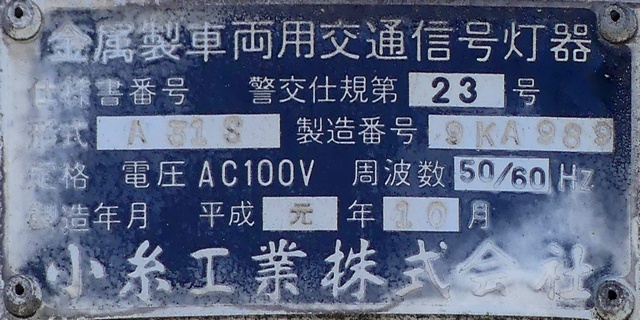 金属製車両用交通信号灯器
仕様書番号 警交仕規第 23 号
形式 A31S 製造番号 9KA989
定格 電圧 AC100V 周波数 50/60 Hz
製造年月 平成 元 年 10 月
小糸工業株式会社